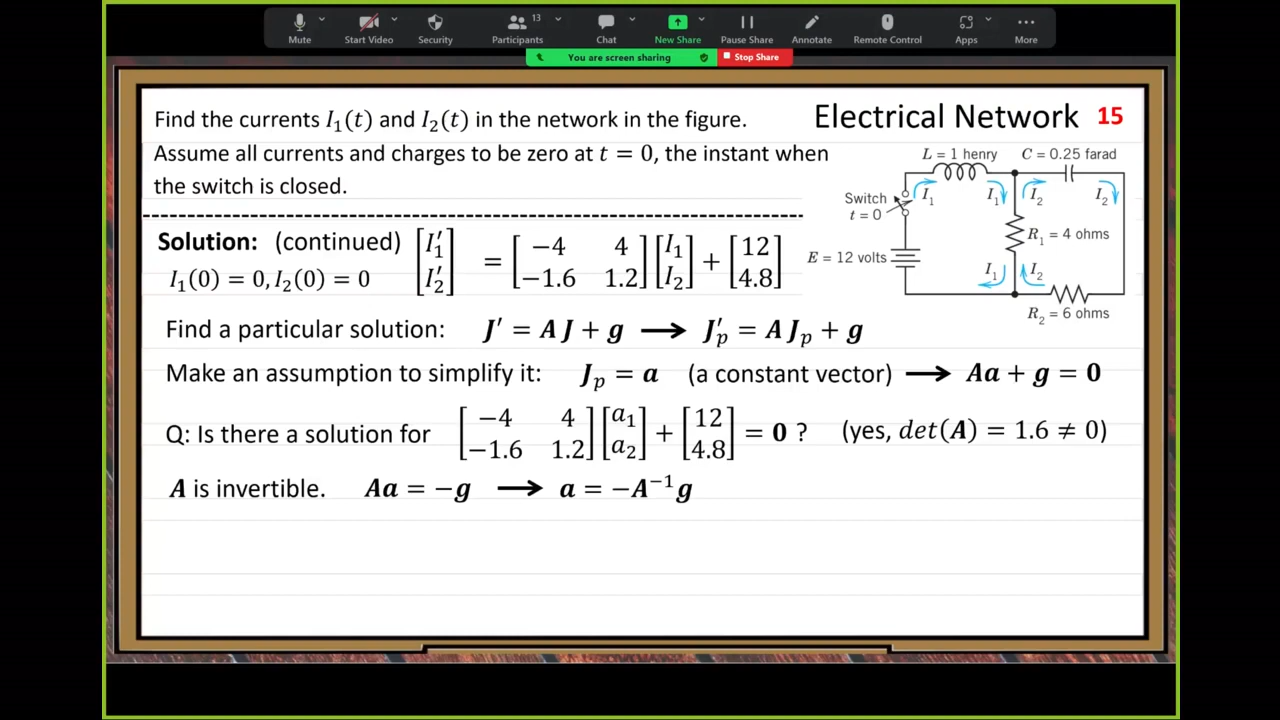 Mute
Start Video
Security
Participants 13
Chat
New Share
Pause Share
Annotate
Remote Control
Apps
More
You are screen sharing
Stop Share
Find the currents I₁(t) and I₂(t) in the network in the figure.
Electrical Network 15
Assume all currents and charges to be zero at t = 0, the instant when
the switch is closed.
L = 1 henry
C = 0.25 farad
Switch
t = 0
I₁
I₁
I₂
I₂
R₁ = 4 ohms
E = 12 volts
I₁
I₂
R₂ = 6 ohms
Solution: (continued) [I₁′ I₂′] = [−4 4; −1.6 1.2] [I₁ I₂] + [12 4.8]
I₁(0) = 0, I₂(0) = 0
Find a particular solution: J′ = A J + g ⟶ Jₚ′ = A Jₚ + g
Make an assumption to simplify it: Jₚ = a (a constant vector) ⟶ Aa + g = 0
Q: Is there a solution for [−4 4; −1.6 1.2] [a₁ a₂] + [12 4.8] = 0 ? (yes, det(A) = 1.6 ≠ 0)
A is invertible. Aa = −g ⟶ a = −A⁻¹g